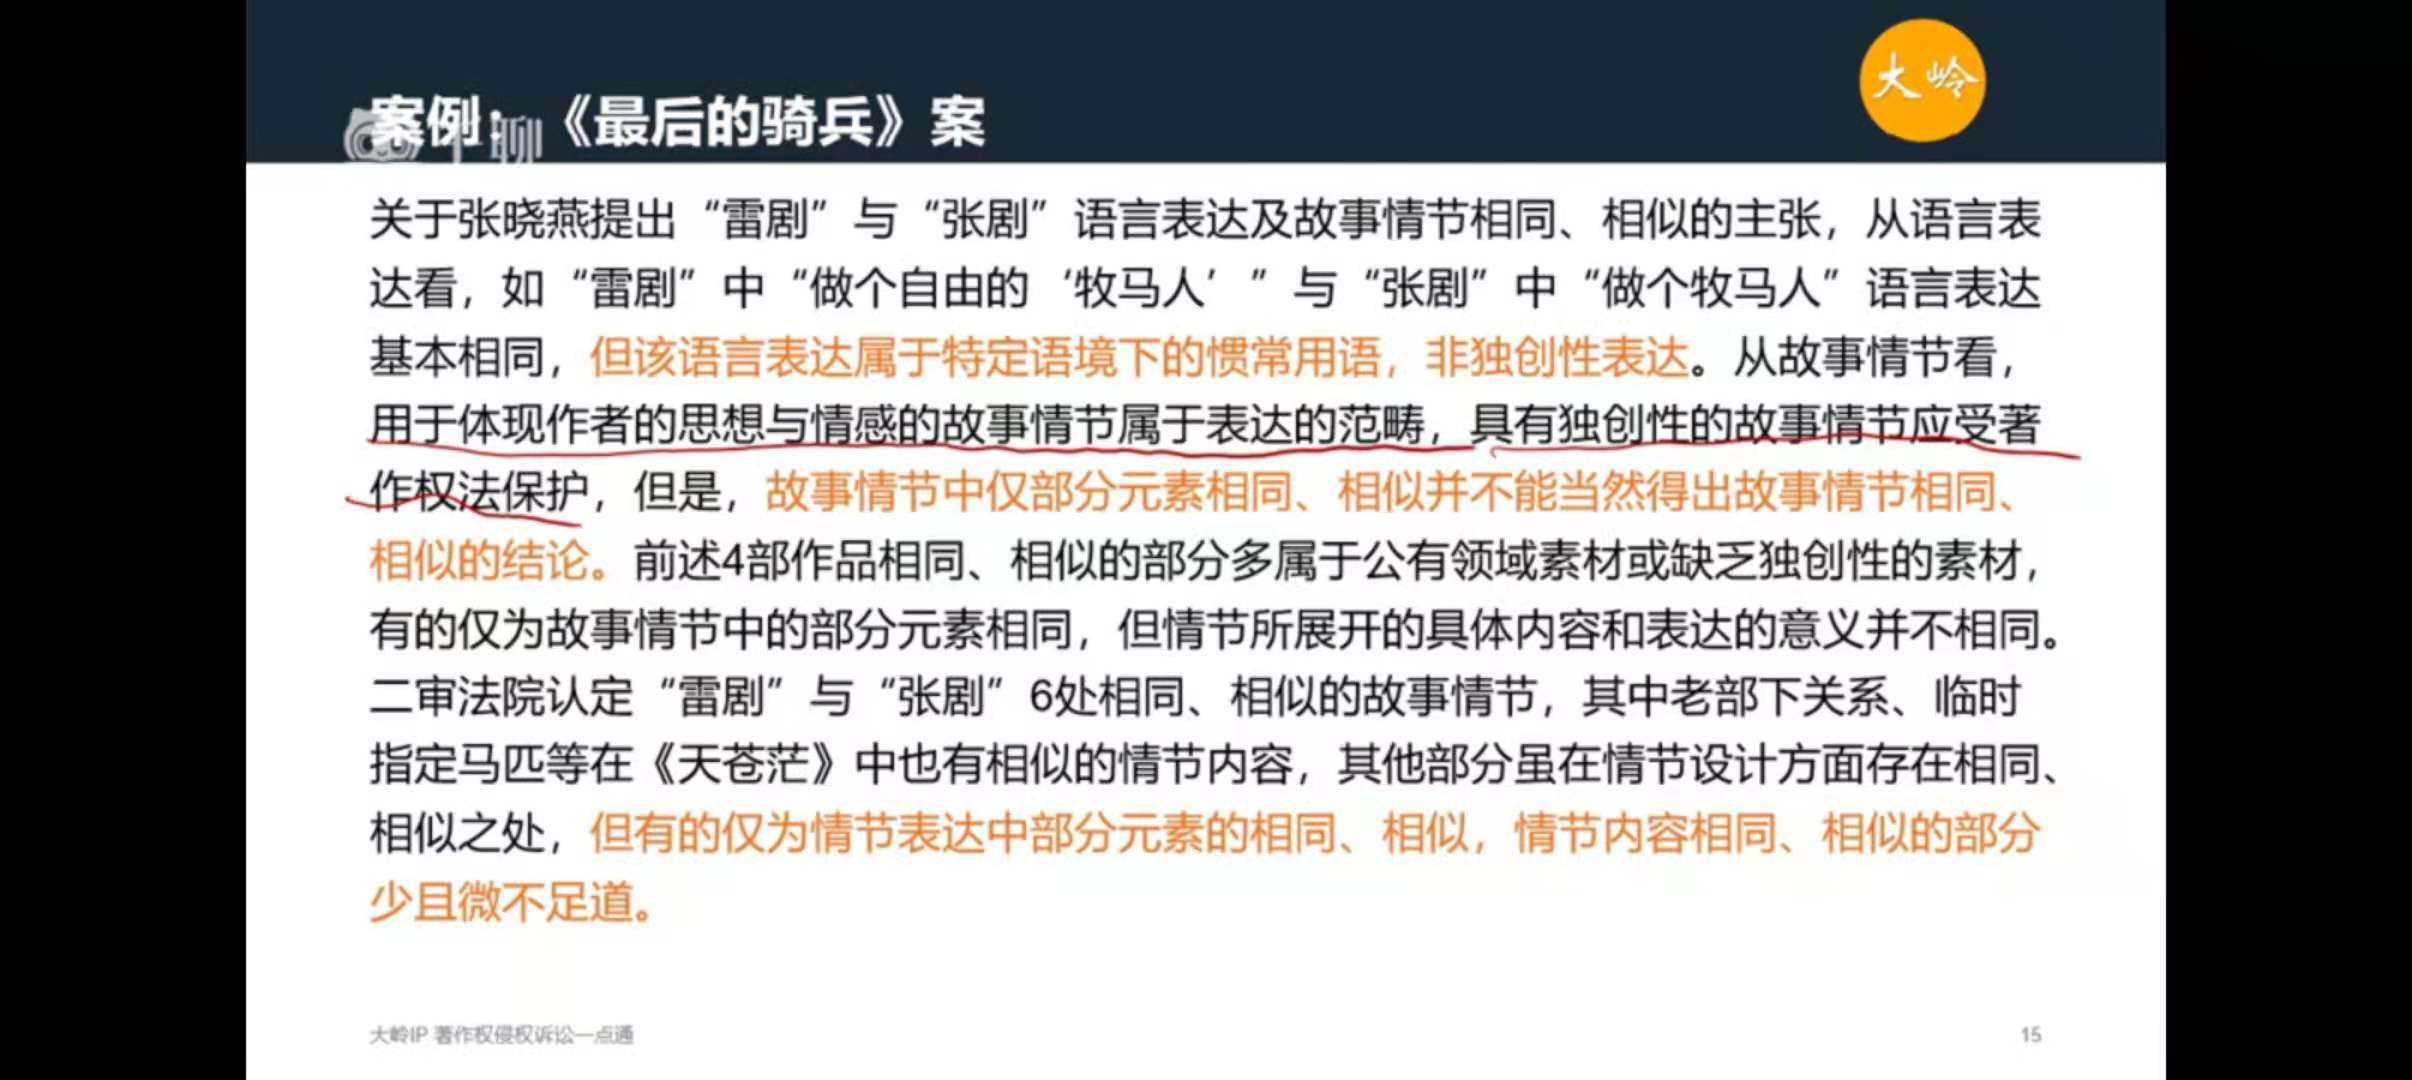 大岭
案例：《最后的骑兵》案
关于张晓燕提出“雷剧”与“张剧”语言表达及故事情节相同、相似的主张，从语言表
达看，如“雷剧”中“做个自由的‘牧马人’”与“张剧”中“做个牧马人”语言表达
基本相同，但该语言表达属于特定语境下的惯常用语，非独创性表达。从故事情节看，
用于体现作者的思想与情感的故事情节属于表达的范畴，具有独创性的故事情节应受著
作权法保护，但是，故事情节中仅部分元素相同、相似并不能当然得出故事情节相同、
相似的结论。前述4部作品相同、相似的部分多属于公有领域素材或缺乏独创性的素材，
有的仅为故事情节中的部分元素相同，但情节所展开的具体内容和表达的意义并不相同。
二审法院认定“雷剧”与“张剧”6处相同、相似的故事情节，其中老部下关系、临时
指定马匹等在《天苍茫》中也有相似的情节内容，其他部分虽在情节设计方面存在相同、
相似之处，但有的仅为情节表达中部分元素的相同、相似，情节内容相同、相似的部分
少且微不足道。
大岭IP 著作权侵权诉讼一点通
15